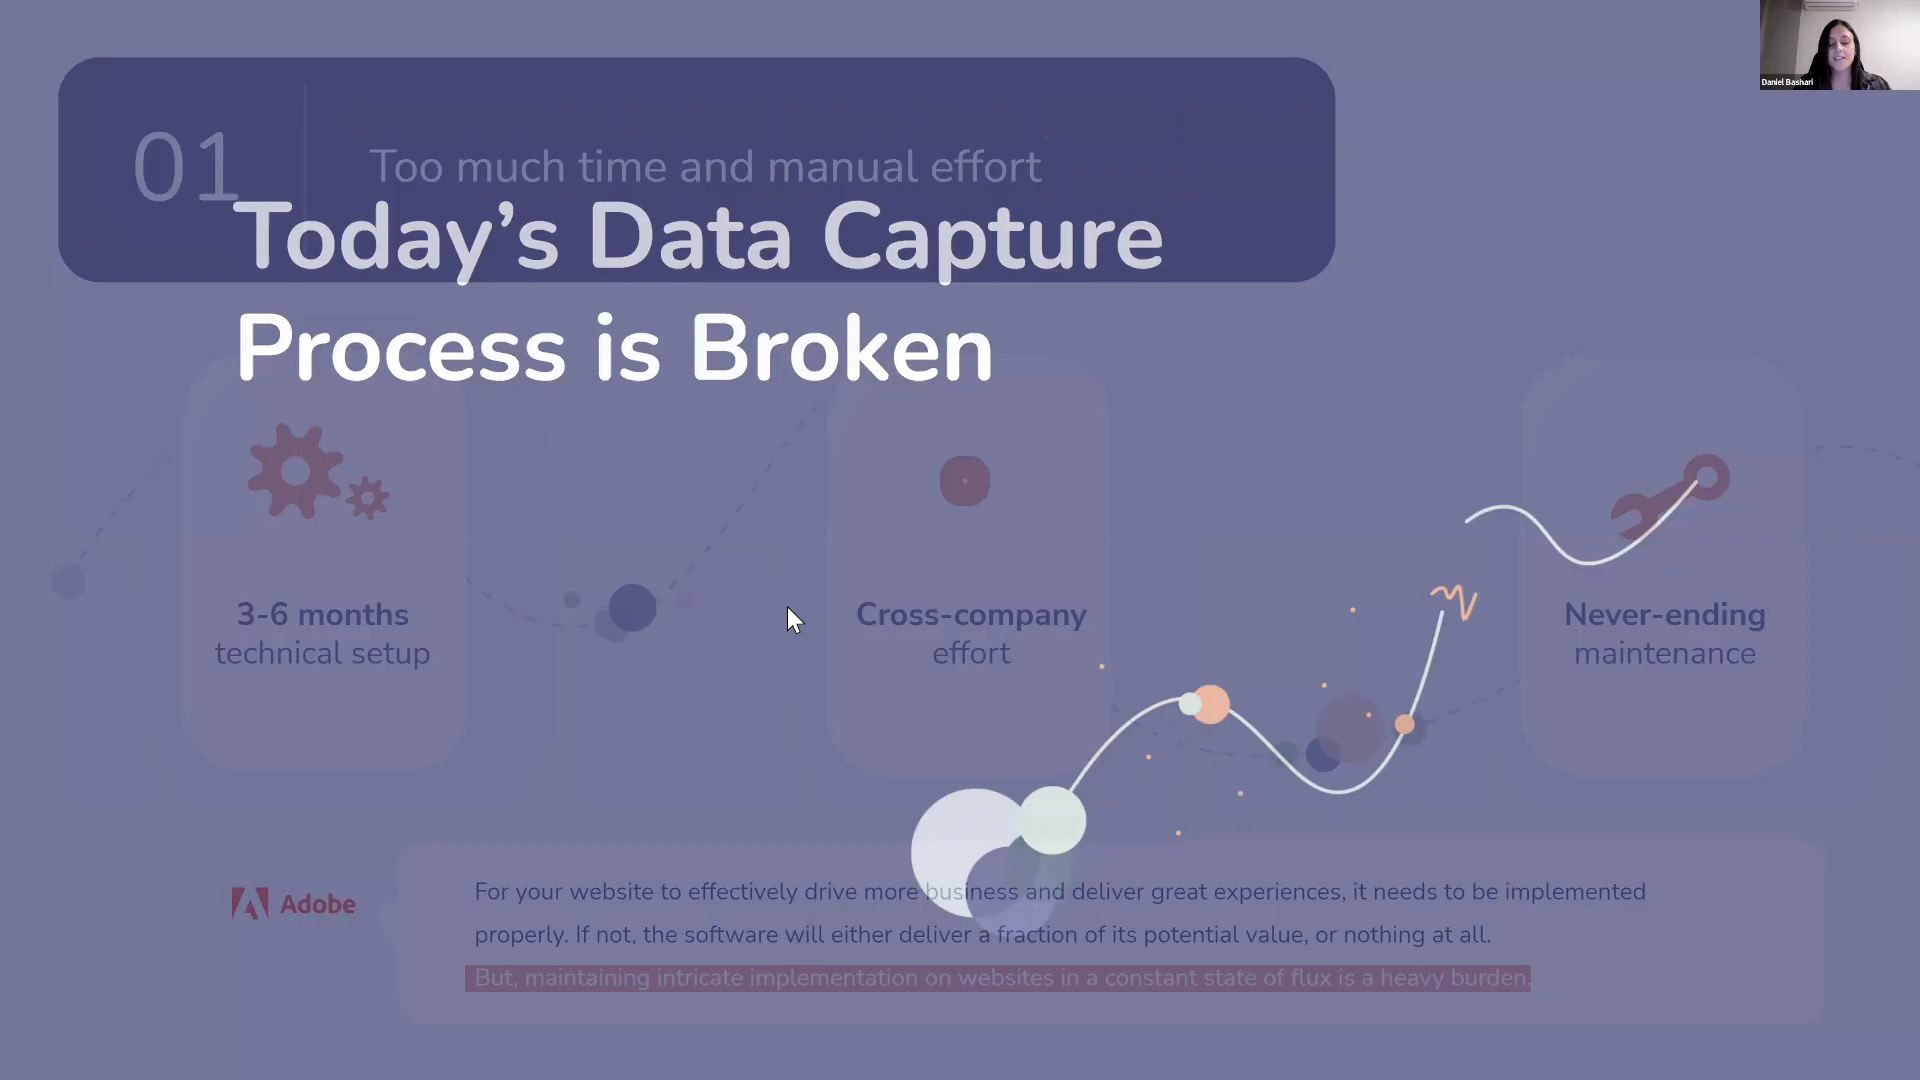 Daniel Bashari
01
Too much time and manual effort
Today’s Data Capture
Process is Broken
3-6 months
technical setup
Cross-company
effort
Never-ending
maintenance
Adobe
For your website to effectively drive more business and deliver great experiences, it needs to be implemented
properly. If not, the software will either deliver a fraction of its potential value, or nothing at all.
But, maintaining intricate implementation on websites in a constant state of flux is a heavy burden.